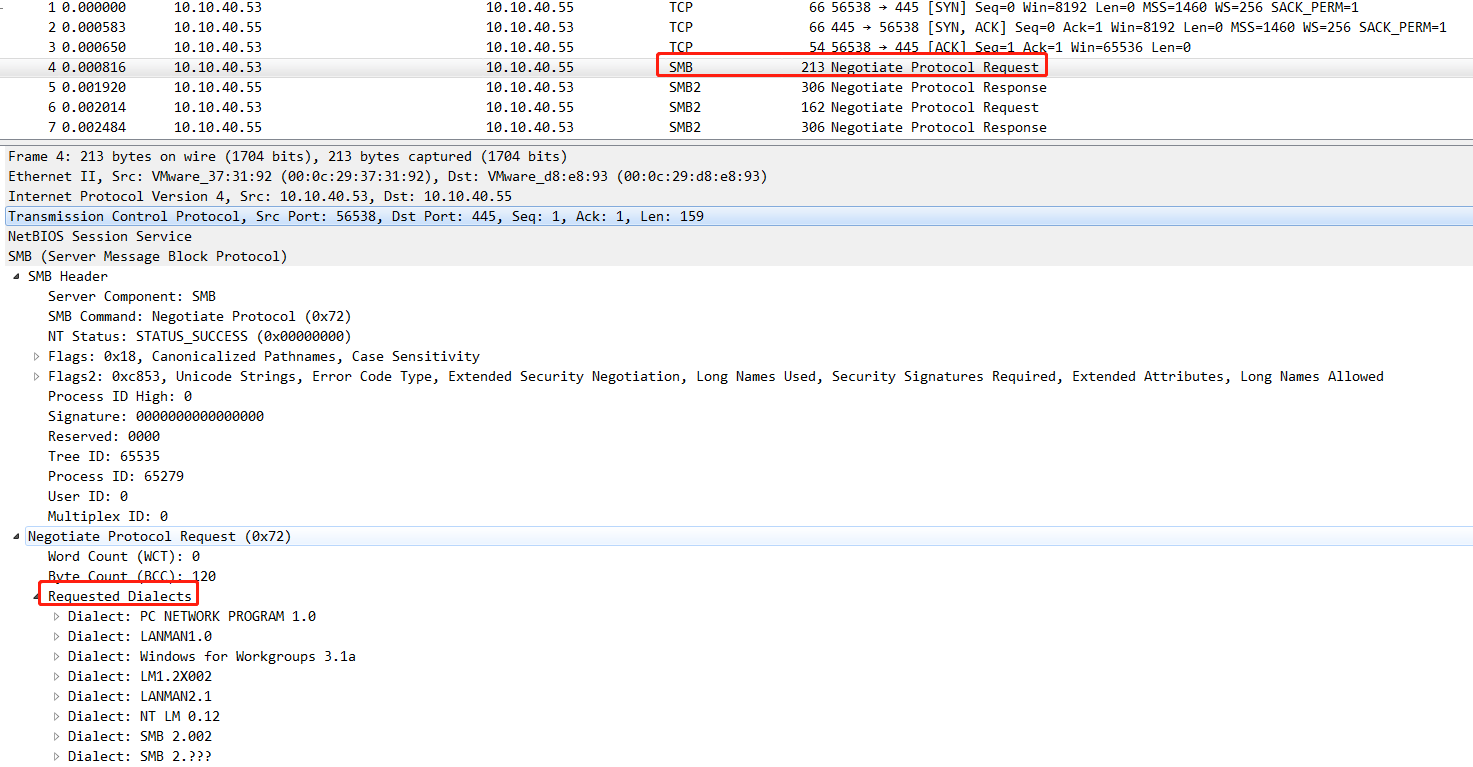 1 0.000000 10.10.40.53 10.10.40.55 TCP 66 56538 → 445 [SYN] Seq=0 Win=8192 Len=0 MSS=1460 WS=256 SACK_PERM=1
2 0.000583 10.10.40.55 10.10.40.53 TCP 66 445 → 56538 [SYN, ACK] Seq=0 Ack=1 Win=8192 Len=0 MSS=1460 WS=256 SACK_PERM=1
3 0.000650 10.10.40.53 10.10.40.55 TCP 54 56538 → 445 [ACK] Seq=1 Ack=1 Win=65536 Len=0
4 0.000816 10.10.40.53 10.10.40.55 SMB 213 Negotiate Protocol Request
5 0.001920 10.10.40.55 10.10.40.53 SMB2 306 Negotiate Protocol Response
6 0.002014 10.10.40.53 10.10.40.55 SMB2 162 Negotiate Protocol Request
7 0.002484 10.10.40.55 10.10.40.53 SMB2 306 Negotiate Protocol Response
Frame 4: 213 bytes on wire (1704 bits), 213 bytes captured (1704 bits)
Ethernet II, Src: VMware_37:31:92 (00:0c:29:37:31:92), Dst: VMware_d8:e8:93 (00:0c:29:d8:e8:93)
Internet Protocol Version 4, Src: 10.10.40.53, Dst: 10.10.40.55
Transmission Control Protocol, Src Port: 56538, Dst Port: 445, Seq: 1, Ack: 1, Len: 159
NetBIOS Session Service
SMB (Server Message Block Protocol)
SMB Header
Server Component: SMB
SMB Command: Negotiate Protocol (0x72)
NT Status: STATUS_SUCCESS (0x00000000)
Flags: 0x18, Canonicalized Pathnames, Case Sensitivity
Flags2: 0xc853, Unicode Strings, Error Code Type, Extended Security Negotiation, Long Names Used, Security Signatures Required, Extended Attributes, Long Names Allowed
Process ID High: 0
Signature: 0000000000000000
Reserved: 0000
Tree ID: 65535
Process ID: 65279
User ID: 0
Multiplex ID: 0
Negotiate Protocol Request (0x72)
Word Count (WCT): 0
Byte Count (BCC): 120
Requested Dialects
Dialect: PC NETWORK PROGRAM 1.0
Dialect: LANMAN1.0
Dialect: Windows for Workgroups 3.1a
Dialect: LM1.2X002
Dialect: LANMAN2.1
Dialect: NT LM 0.12
Dialect: SMB 2.002
Dialect: SMB 2.???